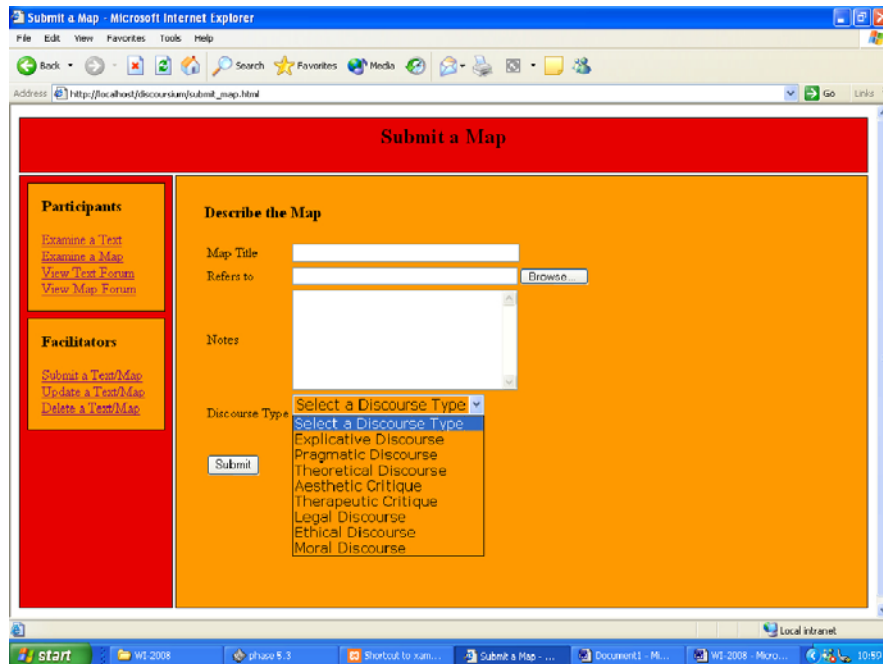 Submit a Map - Microsoft Internet Explorer
File Edit View Favorites Tools Help
Back Search Favorites Media
Address http://localhost/discoursium/submit_map.html Go Links
Submit a Map
Participants
Examine a Text
Examine a Map
View Text Forum
View Map Forum
Facilitators
Submit a Text/Map
Update a Text/Map
Delete a Text/Map
Describe the Map
Map Title
Refers to Browse...
Notes
Discourse Type Select a Discourse Type
Select a Discourse Type
Explicative Discourse
Pragmatic Discourse
Theoretical Discourse
Aesthetic Critique
Therapeutic Critique
Legal Discourse
Ethical Discourse
Moral Discourse
Submit
Local intranet
start WI-2008 phase 5.3 Shortcut to xam... Submit a Map - ... Document1 - Mi... WI-2008 - Micro... 10:59